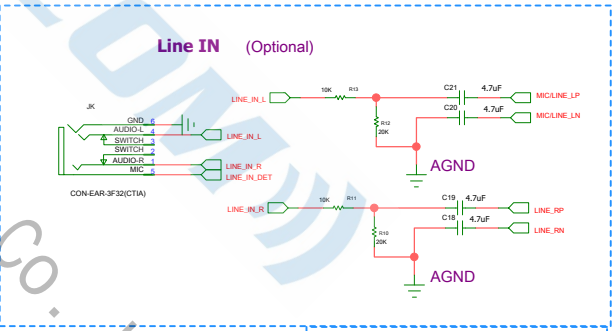 Line IN (Optional)
JK
GND 6
AUDIO-L 4
SWITCH 3
SWITCH 2
AUDIO-R 1
MIC 5
LINE_IN_L
LINE_IN_R
LINE_IN_DET
CON-EAR-3F32(CTIA)
LINE_IN_L
10K R13
R12
20K
C21 4.7uF
MIC/LINE_LP
C20 4.7uF
MIC/LINE_LN
AGND
LINE_IN_R
10K R11
R10
20K
C19 4.7uF
LINE_RP
C18 4.7uF
LINE_RN
AGND
OM)
Co.